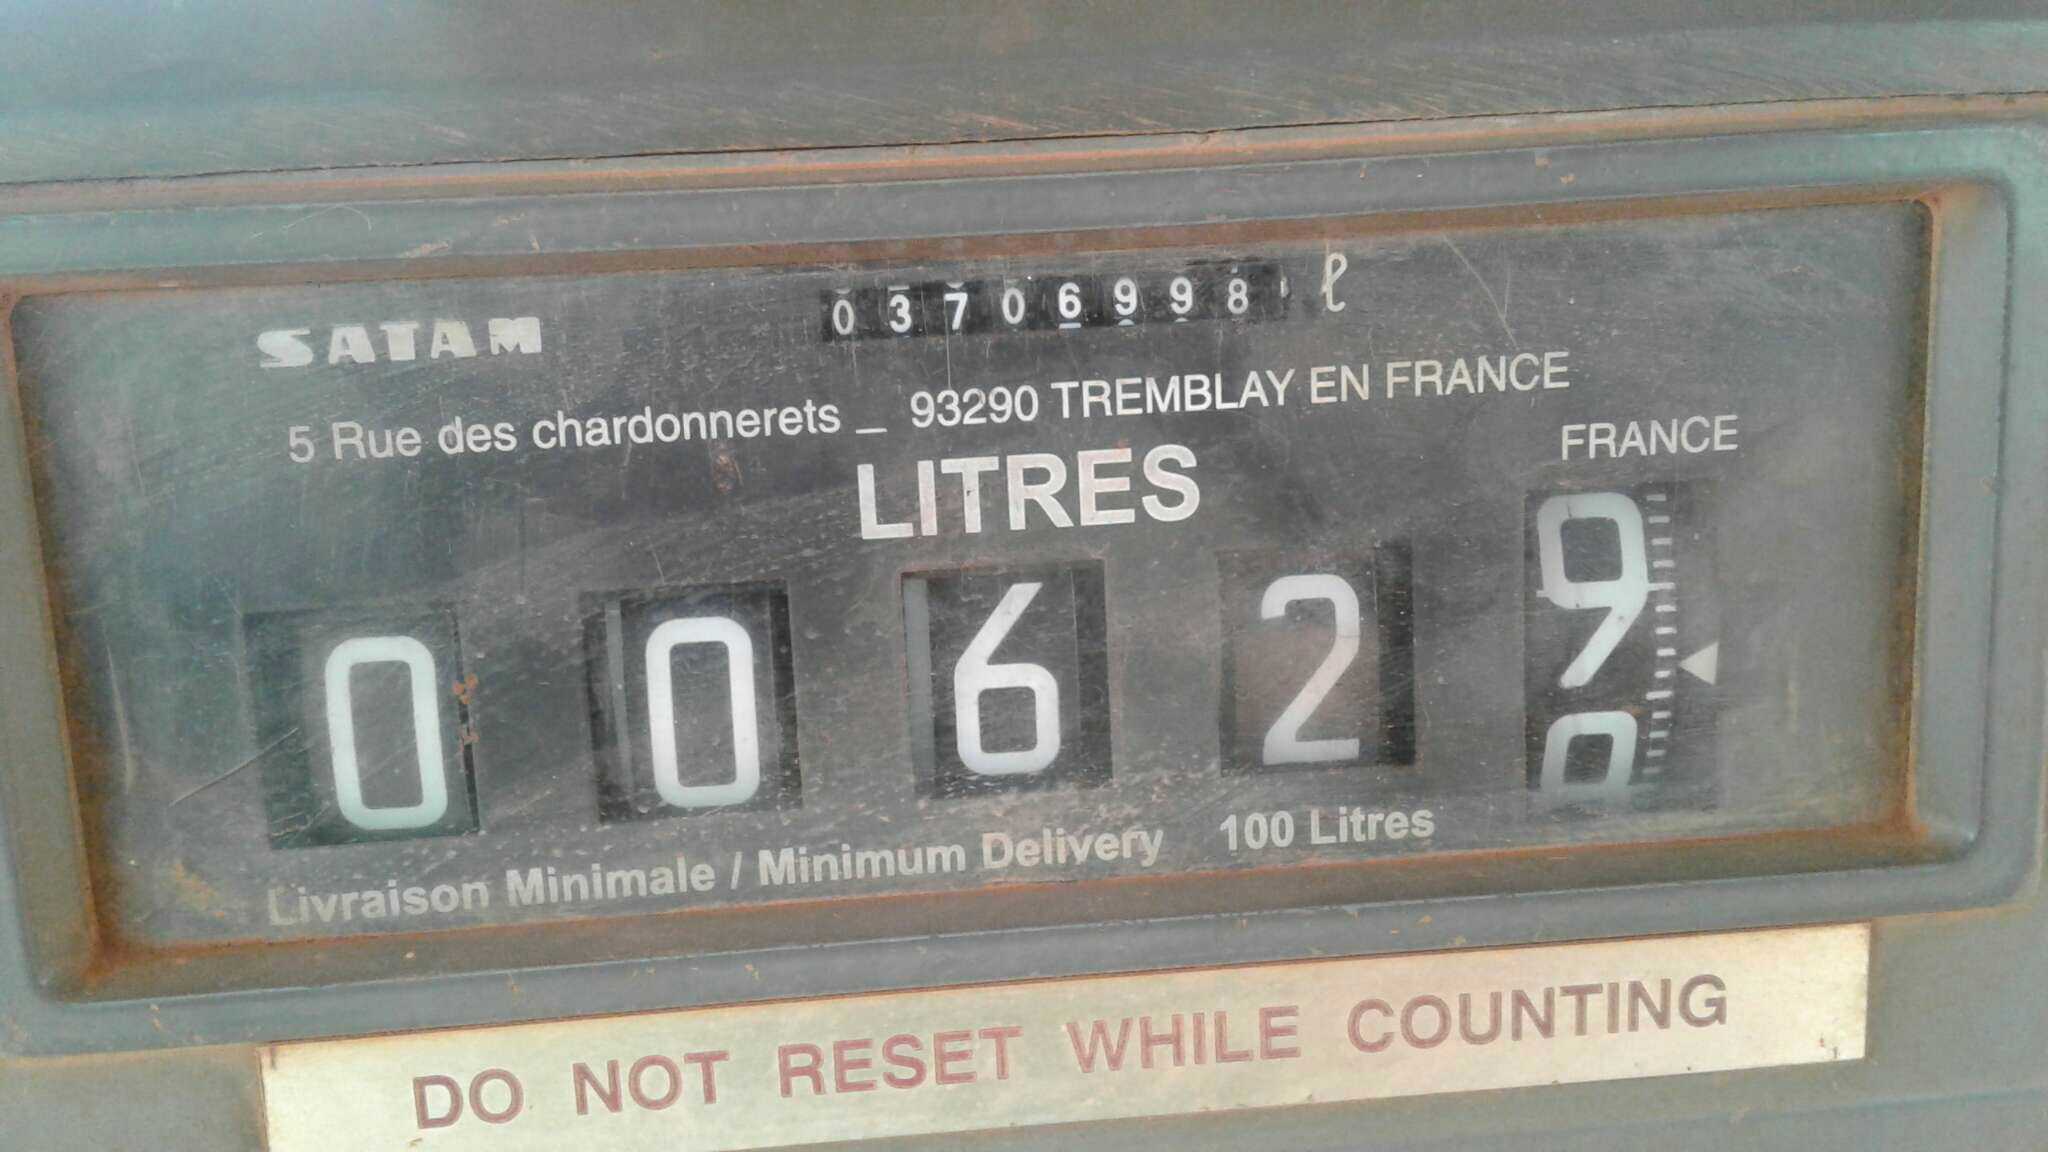 03706998 ℓ
SATAM
5 Rue des chardonnerets _ 93290 TREMBLAY EN FRANCE
FRANCE
LITRES
0 0 6 2 9
Livraison Minimale / Minimum Delivery 100 Litres
DO NOT RESET WHILE COUNTING